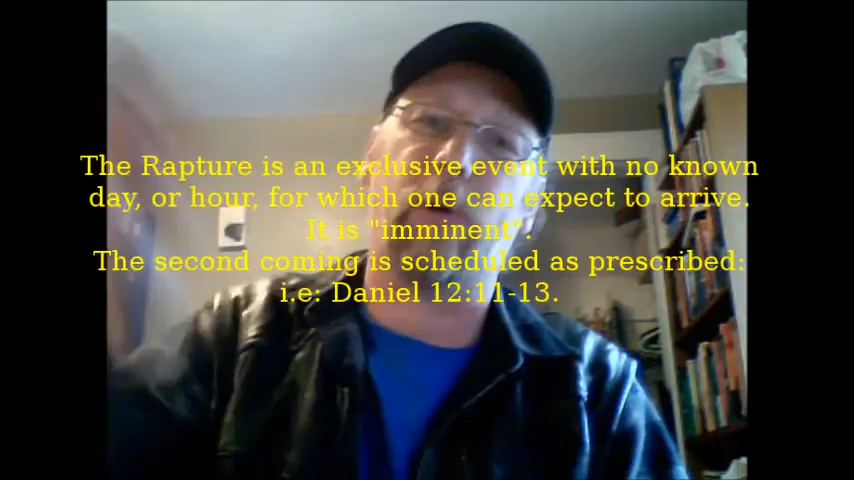 The Rapture is an exclusive event with no known
day, or hour, for which one can expect to arrive.
It is "imminent".
The second coming is scheduled as prescribed:
i.e: Daniel 12:11-13.